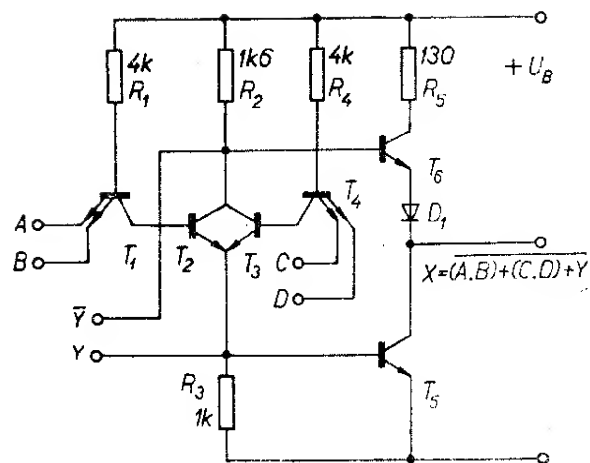 4k
R1
1k6
R2
4k
R4
130
R5
+ UB
T6
D1
A
B
T1
T2
T3
T4
C
D
X=(A.B)+(C.D)+Y
Y
Y
R3
1k
T5